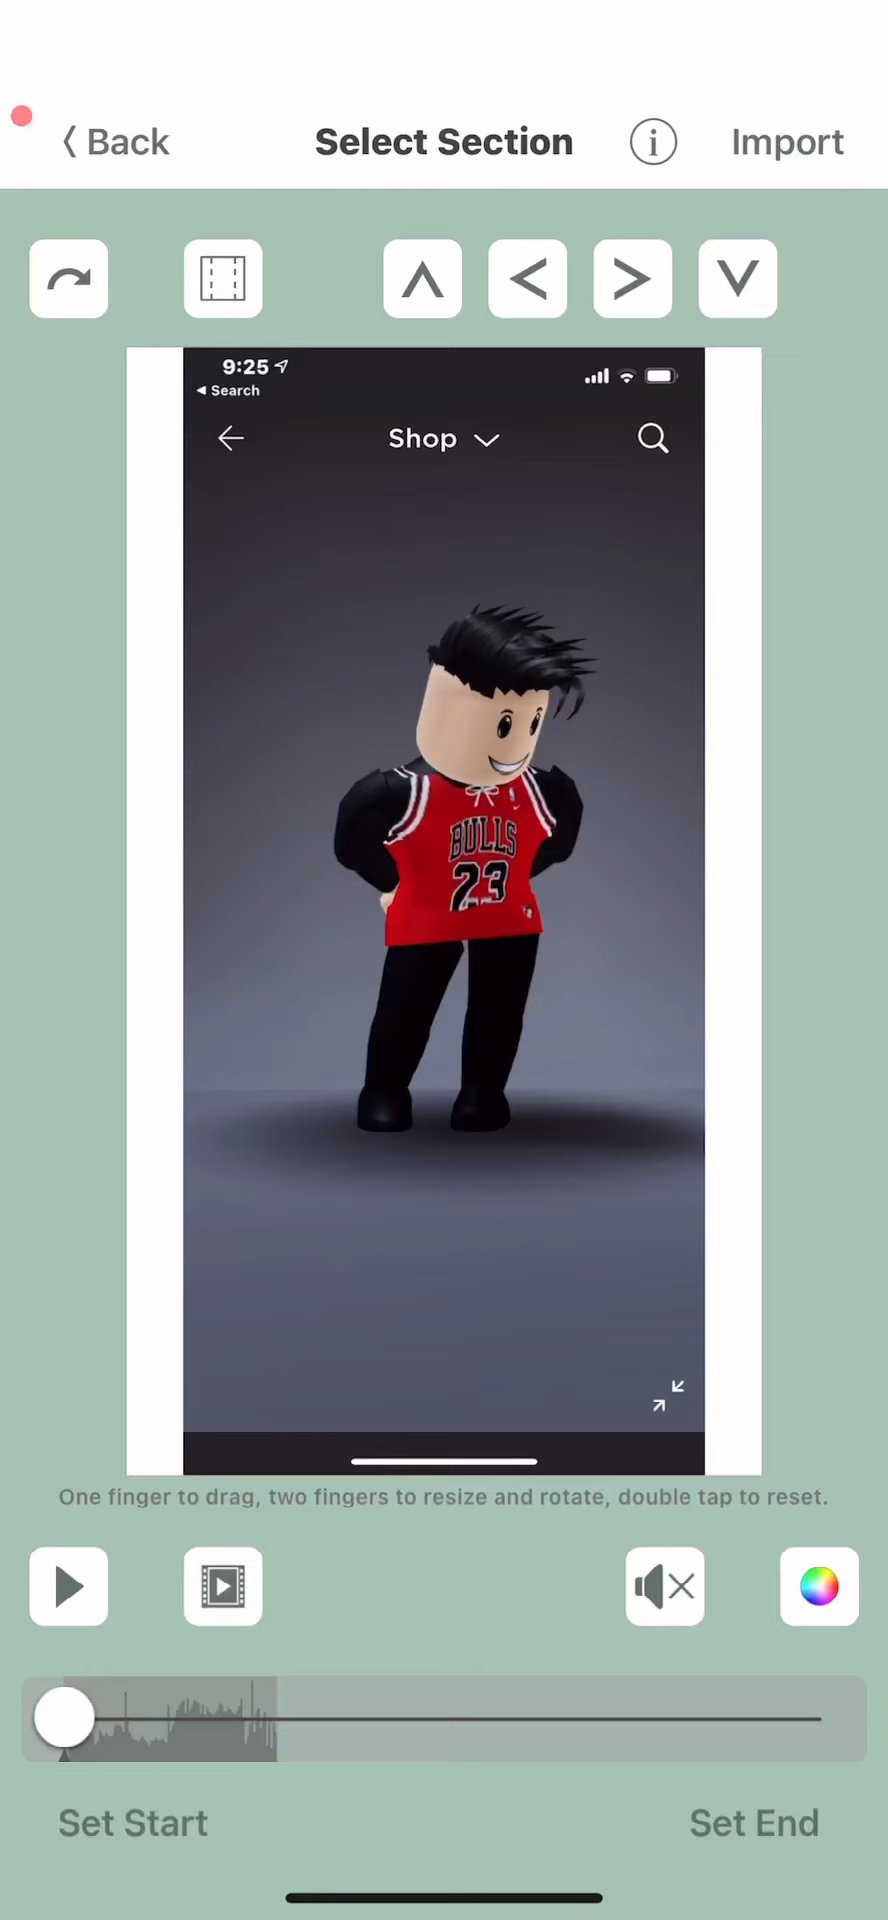 Back
Select Section
Import
9:25
Search
Shop
BULLS
23
One finger to drag, two fingers to resize and rotate, double tap to reset.
Set Start
Set End